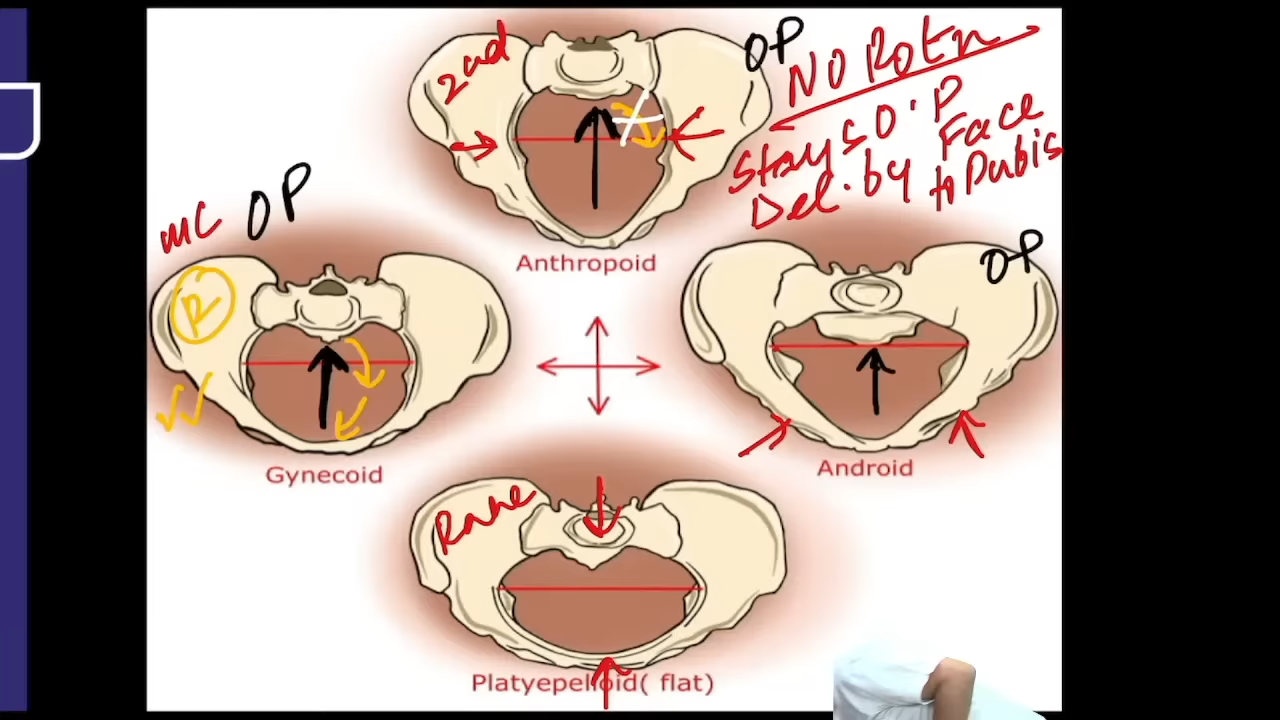 2nd
OP
NO Rotn
Stays O.P
Del. by Face
to Pubis
Anthropoid
MC
OP
R
Gynecoid
OP
Android
Rare
Platyepelloid( flat)